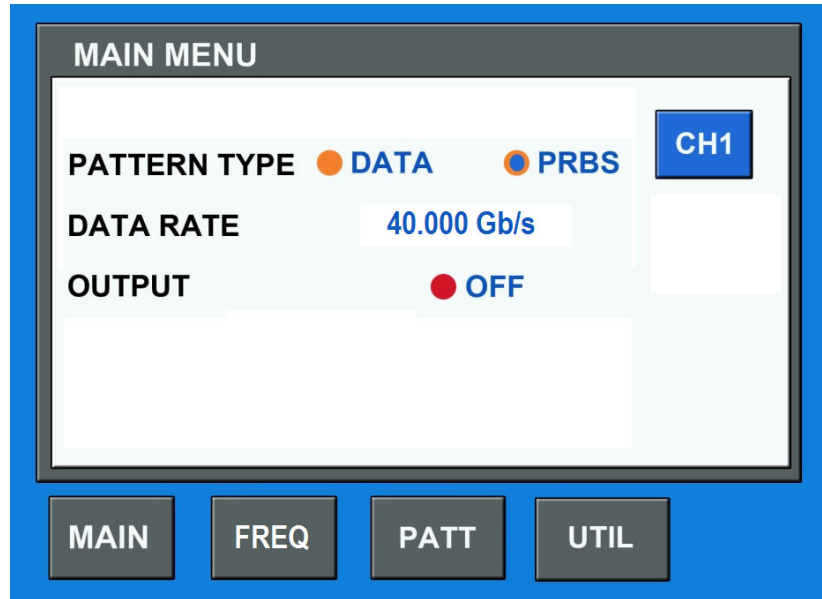 MAIN MENU
CH1
PATTERN TYPE DATA PRBS
DATA RATE 40.000 Gb/s
OUTPUT OFF
MAIN FREQ PATT UTIL